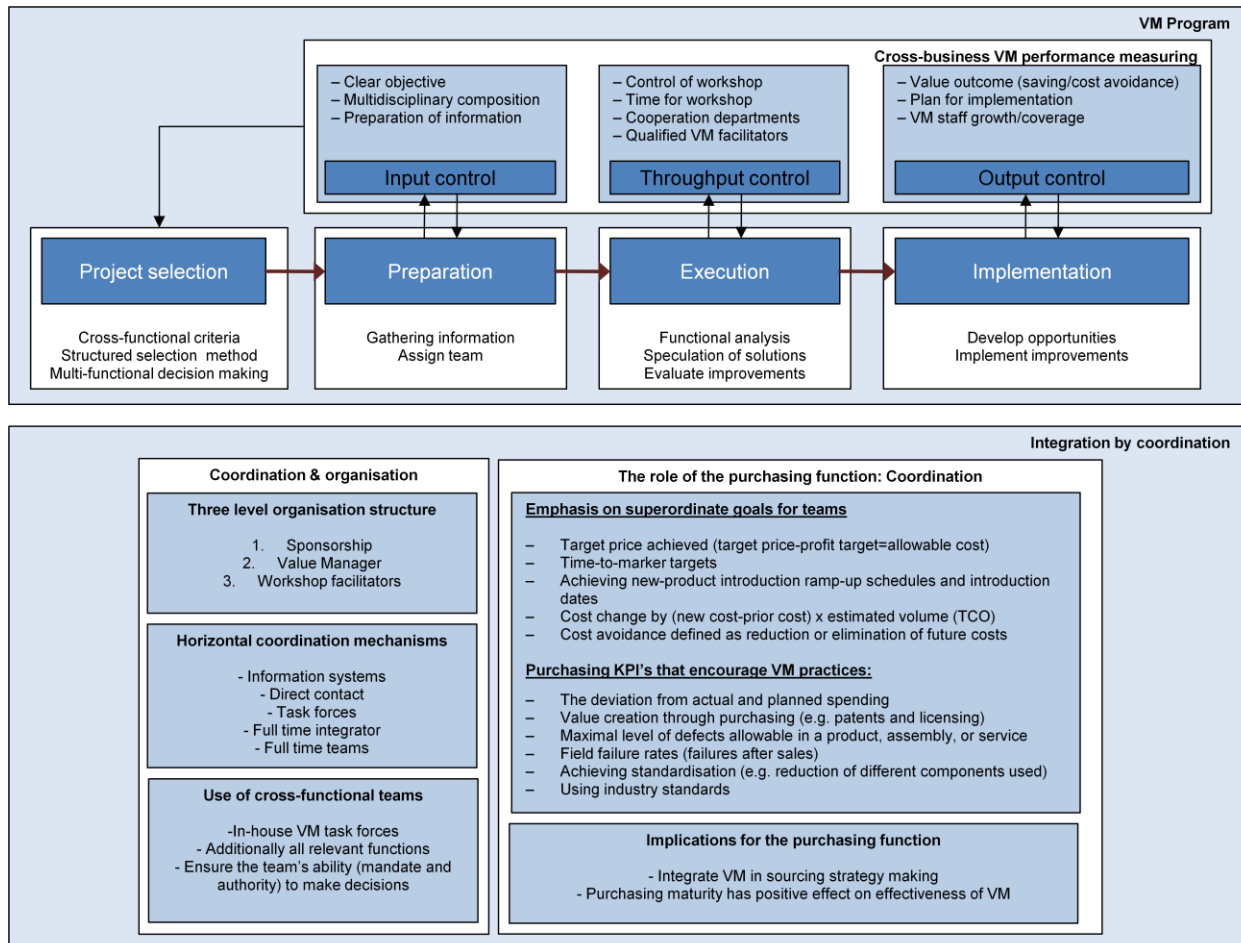 VM Program
Cross-business VM performance measuring
– Clear objective
– Multidisciplinary composition
– Preparation of information
Input control
– Control of workshop
– Time for workshop
– Cooperation departments
– Qualified VM facilitators
Throughput control
– Value outcome (saving/cost avoidance)
– Plan for implementation
– VM staff growth/coverage
Output control
Project selection
Cross-functional criteria
Structured selection method
Multi-functional decision making
Preparation
Gathering information
Assign team
Execution
Functional analysis
Speculation of solutions
Evaluate improvements
Implementation
Develop opportunities
Implement improvements
Integration by coordination
Coordination & organisation
Three level organisation structure
1. Sponsorship
2. Value Manager
3. Workshop facilitators
Horizontal coordination mechanisms
- Information systems
- Direct contact
- Task forces
- Full time integrator
- Full time teams
Use of cross-functional teams
-In-house VM task forces
- Additionally all relevant functions
- Ensure the team's ability (mandate and
authority) to make decisions
The role of the purchasing function: Coordination
Emphasis on superordinate goals for teams
– Target price achieved (target price-profit target=allowable cost)
– Time-to-marker targets
– Achieving new-product introduction ramp-up schedules and introduction
dates
– Cost change by (new cost-prior cost) x estimated volume (TCO)
– Cost avoidance defined as reduction or elimination of future costs
Purchasing KPI's that encourage VM practices:
– The deviation from actual and planned spending
– Value creation through purchasing (e.g. patents and licensing)
– Maximal level of defects allowable in a product, assembly, or service
– Field failure rates (failures after sales)
– Achieving standardisation (e.g. reduction of different components used)
– Using industry standards
Implications for the purchasing function
- Integrate VM in sourcing strategy making
- Purchasing maturity has positive effect on effectiveness of VM